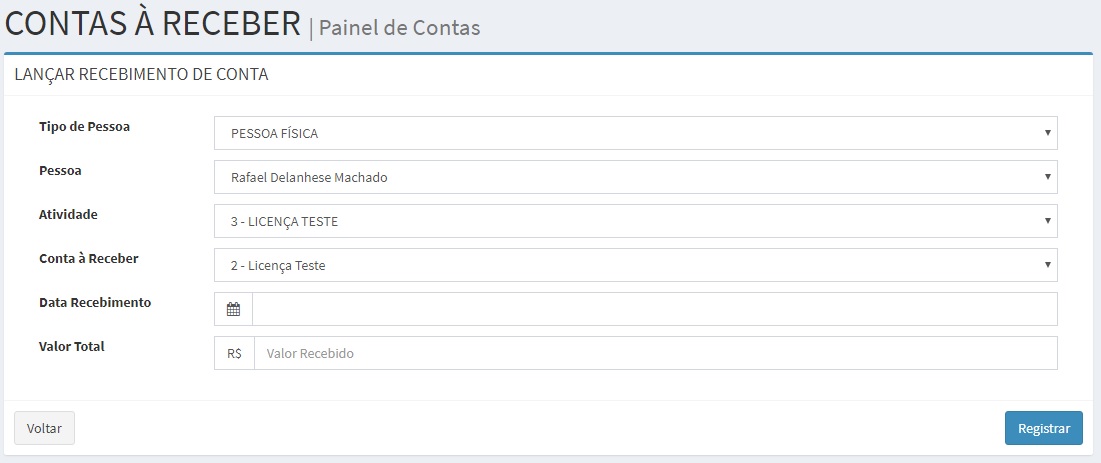 CONTAS À RECEBER | Painel de Contas
LANÇAR RECEBIMENTO DE CONTA
Tipo de Pessoa PESSOA FÍSICA
Pessoa Rafael Delanhese Machado
Atividade 3 - LICENÇA TESTE
Conta à Receber 2 - Licença Teste
Data Recebimento
Valor Total R$ Valor Recebido
Voltar Registrar